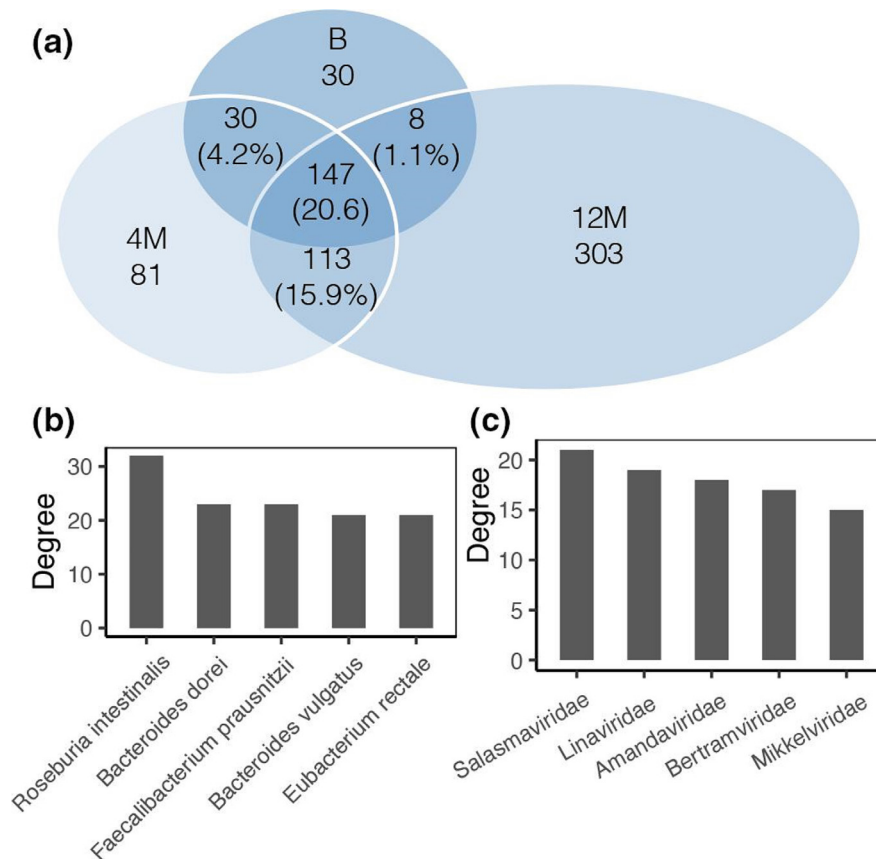 (a)
B
30
30
(4.2%)
8
(1.1%)
147
(20.6)
4M
81
12M
303
113
(15.9%)
(b)
Degree
30
20
10
0
Roseburia intestinalis
Bacteroides dorei
Faecalibacterium prausnitzii
Bacteroides vulgatus
Eubacterium rectale
(c)
Degree
20
15
10
5
0
Salasmaviridae
Linaviridae
Amandaviridae
Bertramviridae
Mikkelviridae